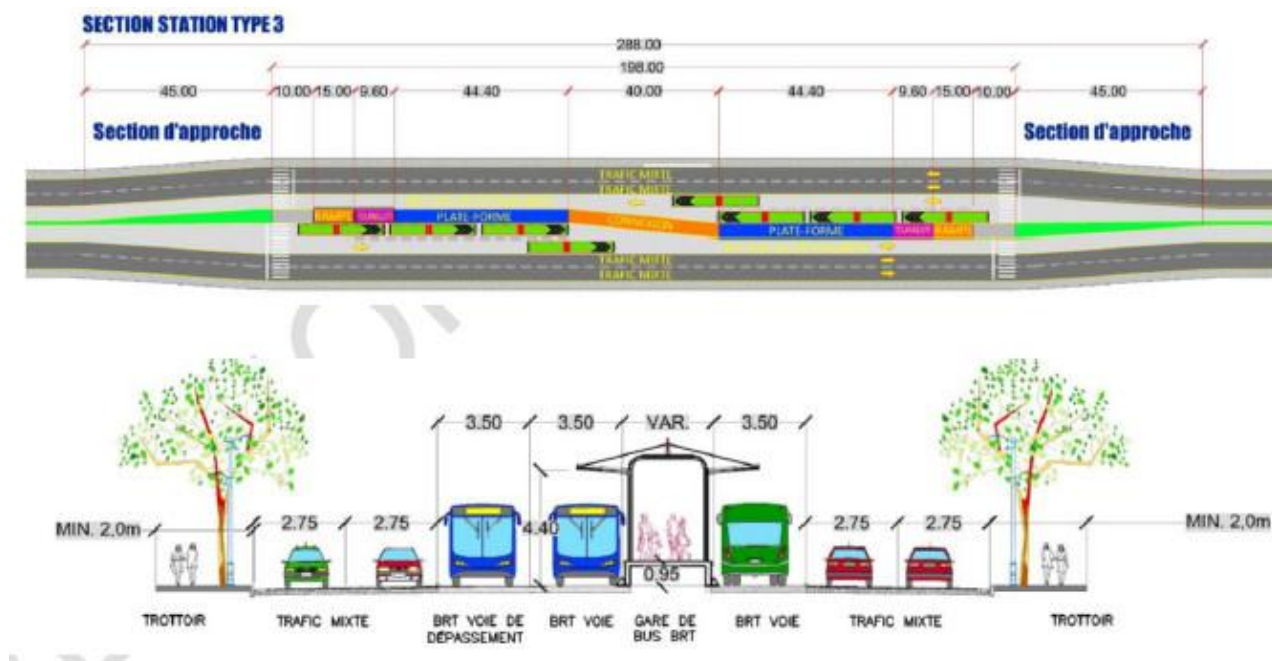 SECTION STATION TYPE 3
288.00
198.00
45.00 10.00 15.00 9.60 44.40 40.00 44.40 9.60 15.00 10.00 45.00
Section d'approche
Section d'approche
TRAFIC MIXTE
TRAFIC MIXTE
RAMPE PLATE-FORME CONNEXION
PLATE-FORME RAMPE
TRAFIC MIXTE
TRAFIC MIXTE
3.50 3.50 VAR. 3.50
MIN. 2,0m 2.75 2.75 4.40 2.75 2.75 MIN. 2,0m
0.95
TROTTOIR TRAFIC MIXTE BRT VOIE DE DÉPASSEMENT BRT VOIE GARE DE BUS BRT BRT VOIE TRAFIC MIXTE TROTTOIR